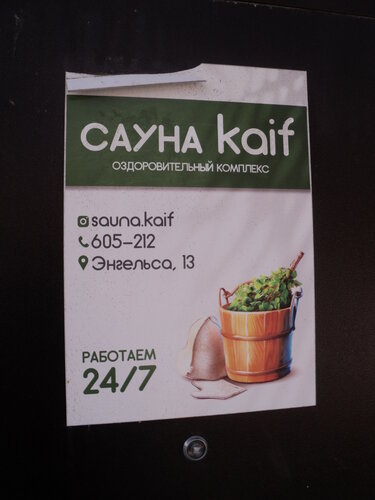 САУНА kaif
ОЗДОРОВИТЕЛЬНЫЙ КОМПЛЕКС
sauna.kaif
605-212
Энгельса, 13
РАБОТАЕМ
24/7